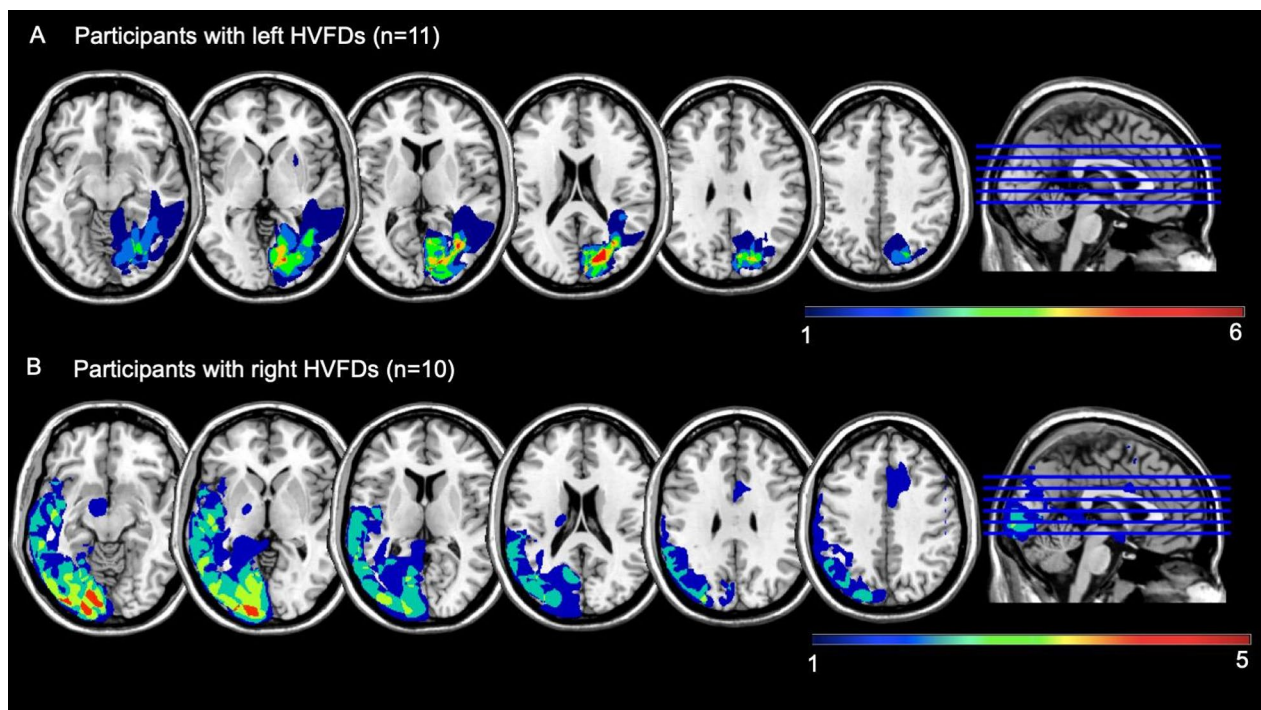 A Participants with left HVFDs (n=11)
1 6
B Participants with right HVFDs (n=10)
1 5